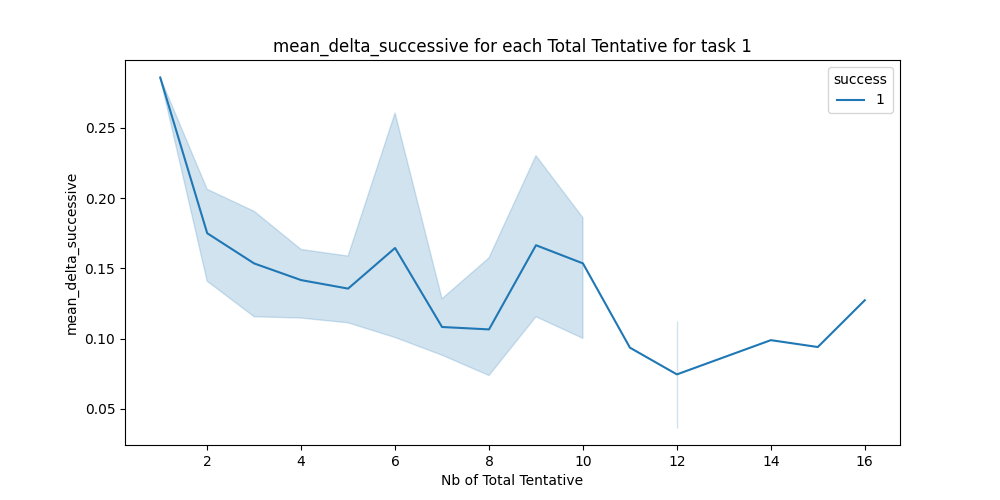 mean_delta_successive for each Total Tentative for task 1
success
1
mean_delta_successive
0.25
0.20
0.15
0.10
0.05
2 4 6 8 10 12 14 16
Nb of Total Tentative